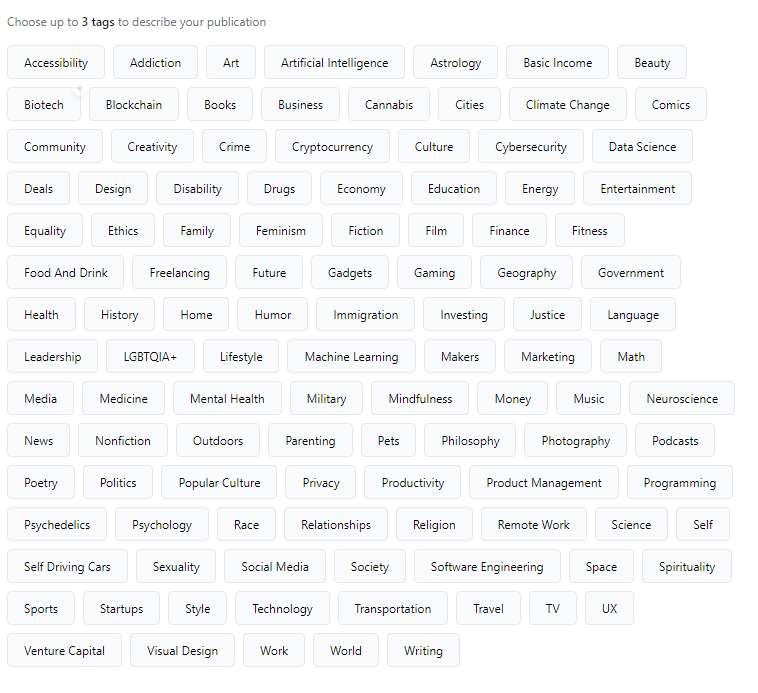 Choose up to 3 tags to describe your publication
Accessibility Addiction Art Artificial Intelligence Astrology Basic Income Beauty
Biotech Blockchain Books Business Cannabis Cities Climate Change Comics
Community Creativity Crime Cryptocurrency Culture Cybersecurity Data Science
Deals Design Disability Drugs Economy Education Energy Entertainment
Equality Ethics Family Feminism Fiction Film Finance Fitness
Food And Drink Freelancing Future Gadgets Gaming Geography Government
Health History Home Humor Immigration Investing Justice Language
Leadership LGBTQIA+ Lifestyle Machine Learning Makers Marketing Math
Media Medicine Mental Health Military Mindfulness Money Music Neuroscience
News Nonfiction Outdoors Parenting Pets Philosophy Photography Podcasts
Poetry Politics Popular Culture Privacy Productivity Product Management Programming
Psychedelics Psychology Race Relationships Religion Remote Work Science Self
Self Driving Cars Sexuality Social Media Society Software Engineering Space Spirituality
Sports Startups Style Technology Transportation Travel TV UX
Venture Capital Visual Design Work World Writing